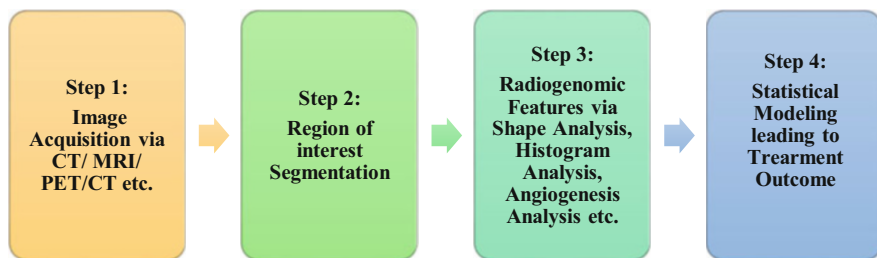 Step 1:
Image
Acquisition via
CT/ MRI/
PET/CT etc.
Step 2:
Region of
interest
Segmentation
Step 3:
Radiogenomic
Features via
Shape Analysis,
Histogram
Analysis,
Angiogenesis
Analysis etc.
Step 4:
Statistical
Modeling
leading to
Trearment
Outcome